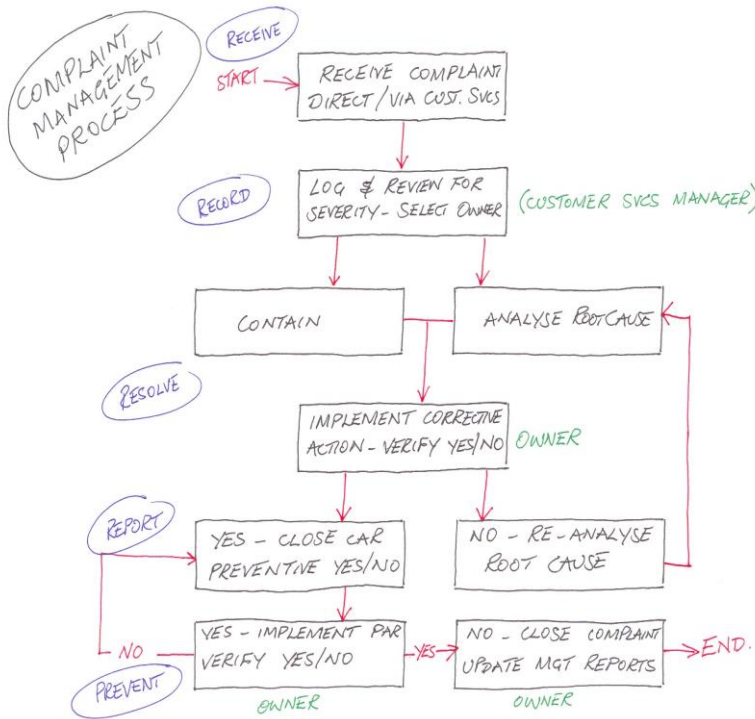 COMPLAINT
MANAGEMENT
PROCESS
RECEIVE
START
RECEIVE COMPLAINT
DIRECT / VIA CUST. SVCS
RECORD
LOG & REVIEW FOR
SEVERITY - SELECT OWNER
(CUSTOMER SVCS MANAGER)
CONTAIN
ANALYSE ROOT CAUSE
RESOLVE
IMPLEMENT CORRECTIVE
ACTION - VERIFY YES/NO
OWNER
REPORT
YES - CLOSE CAR
PREVENTIVE YES/NO
NO - RE-ANALYSE
ROOT CAUSE
NO
YES - IMPLEMENT PAR
VERIFY YES/NO
YES
NO - CLOSE COMPLAINT
UPDATE MGT REPORTS
END.
PREVENT
OWNER
OWNER